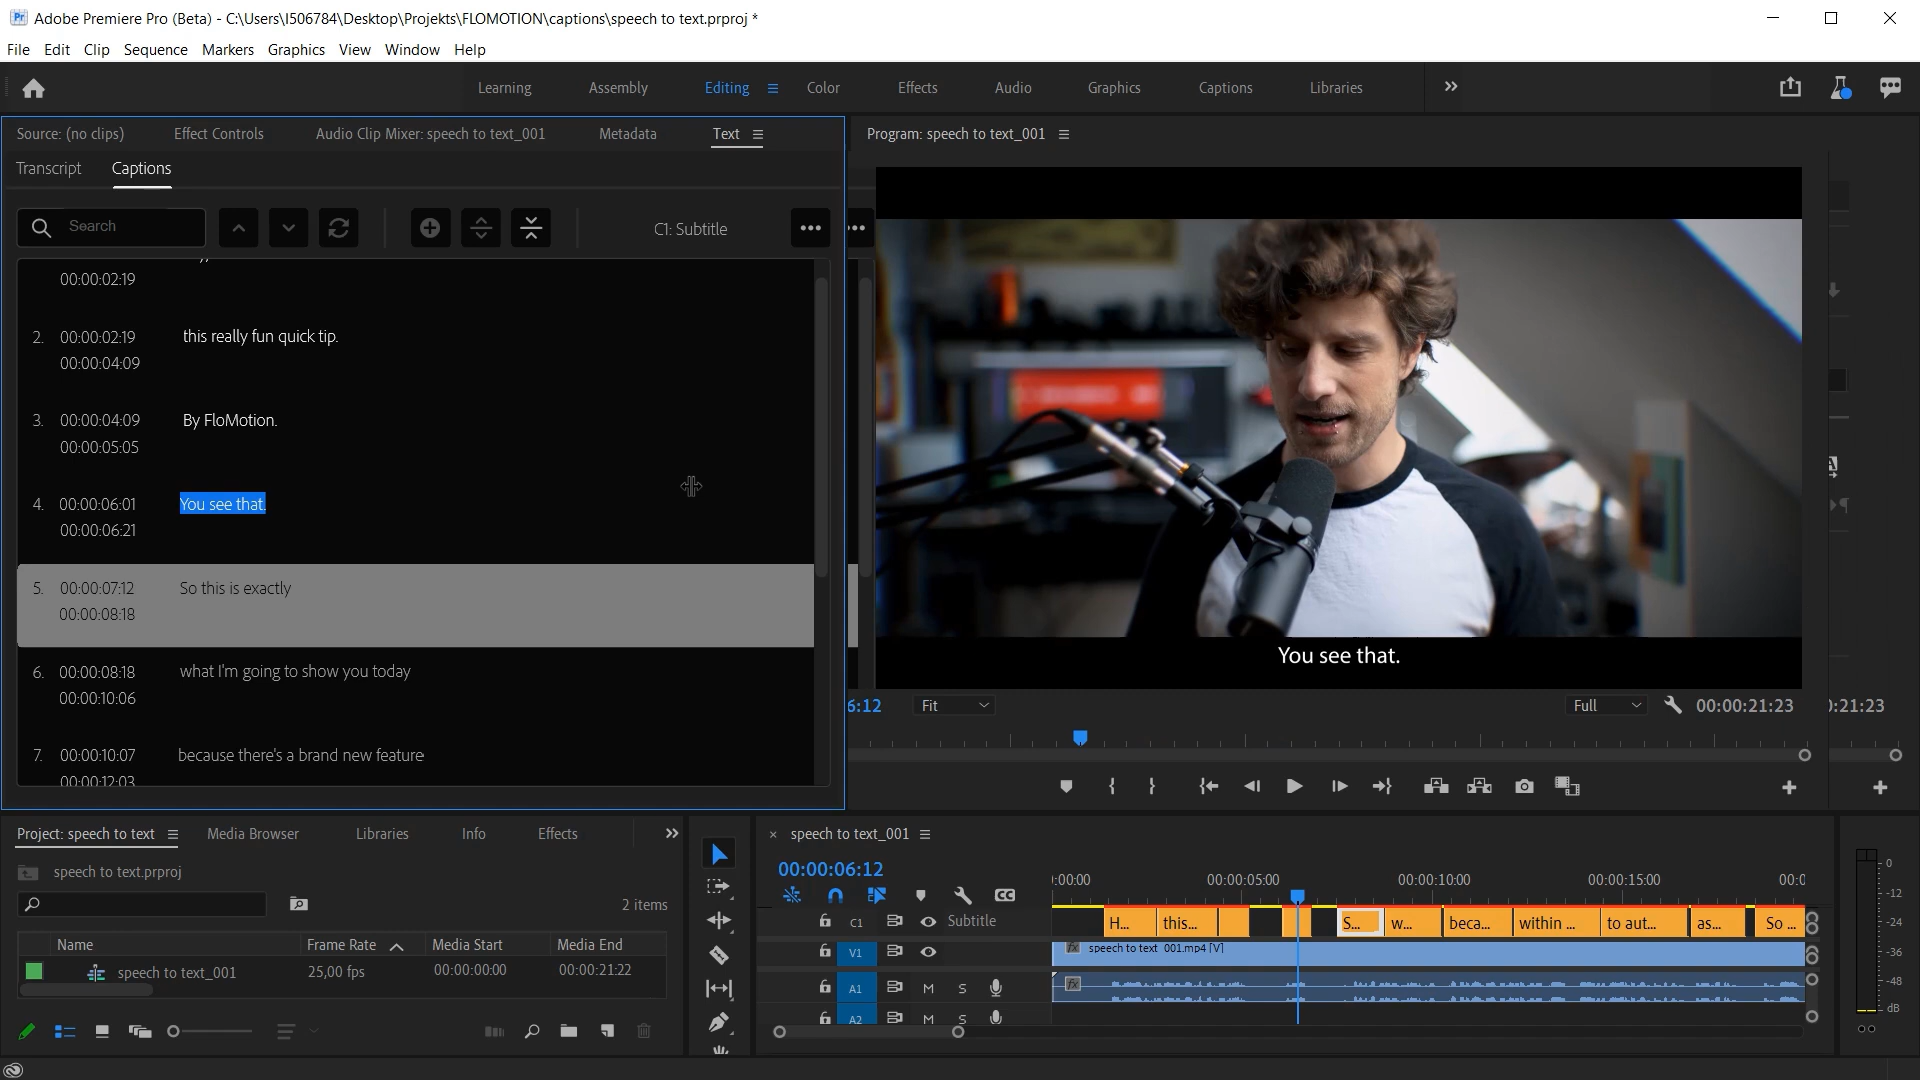 Adobe Premiere Pro (Beta) - C:\Users\I506784\Desktop\Projekts\FLOMOTION\captions\speech to text.prproj *
File Edit Clip Sequence Markers Graphics View Window Help
Learning Assembly Editing Color Effects Audio Graphics Captions Libraries
Source: (no clips) Effect Controls Audio Clip Mixer: speech to text_001 Metadata Text
Program: speech to text_001
Transcript Captions
Search
C1: Subtitle
00:00:02:19
2. 00:00:02:19 this really fun quick tip.
00:00:04:09
3. 00:00:04:09 By FloMotion.
00:00:05:05
4. 00:00:06:01 You see that.
00:00:06:21
5. 00:00:07:12 So this is exactly
00:00:08:18
6. 00:00:08:18 what I'm going to show you today
00:00:10:06
7. 00:00:10:07 because there's a brand new feature
00:00:12:03
You see that.
6:12 Fit Full 00:00:21:23 :21:23
Project: speech to text Media Browser Libraries Info Effects
speech to text.prproj
2 items
Name Frame Rate Media Start Media End
speech to text_001 25,00 fps 00:00:00:00 00:00:21:22
× speech to text_001
00:00:06:12
:00:00 00:00:05:00 00:00:10:00 00:00:15:00 00:0
C1 Subtitle
H... this... S... w... beca... within ... to aut... as... So ...
V1 fx speech to text_001.mp4 [V]
A1 M S fx
A2 M S
0
-12
-24
-36
-48
dB